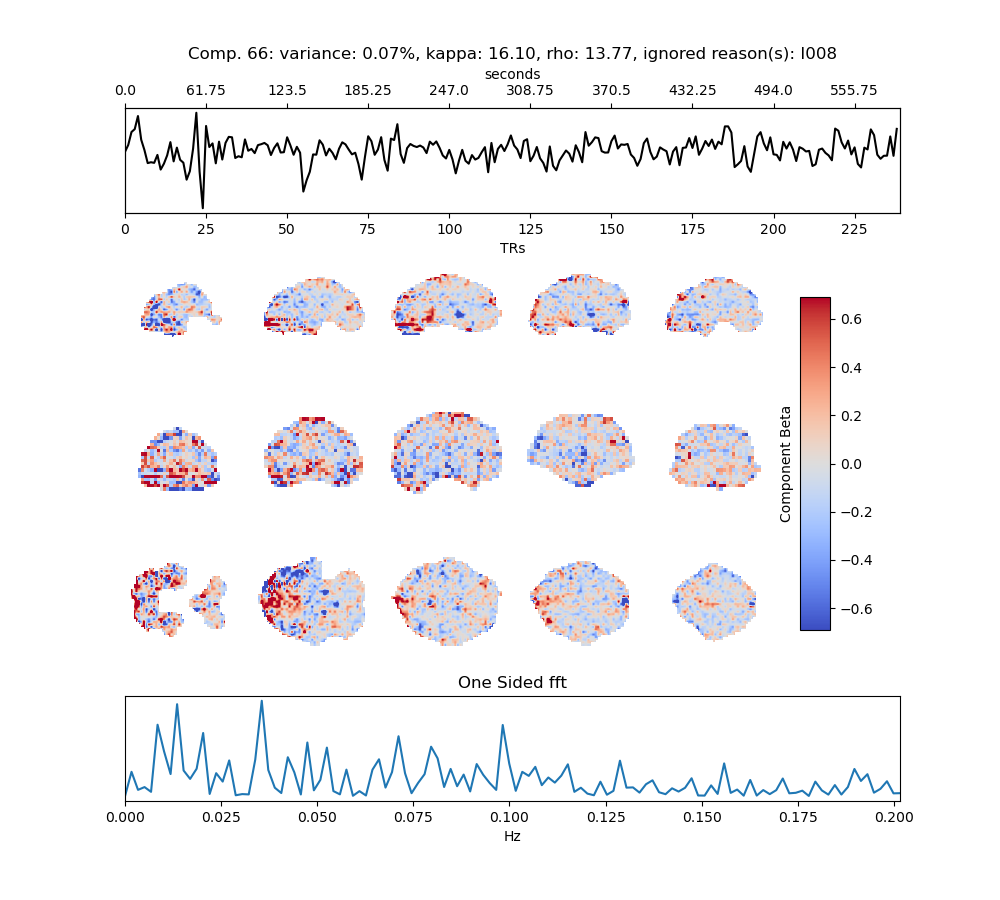 Comp. 66: variance: 0.07%, kappa: 16.10, rho: 13.77, ignored reason(s): I008
seconds
0.0 61.75 123.5 185.25 247.0 308.75 370.5 432.25 494.0 555.75
0 25 50 75 100 125 150 175 200 225
TRs
0.6
0.4
0.2
0.0
−0.2
−0.4
−0.6
Component Beta
One Sided fft
0.000 0.025 0.050 0.075 0.100 0.125 0.150 0.175 0.200
Hz